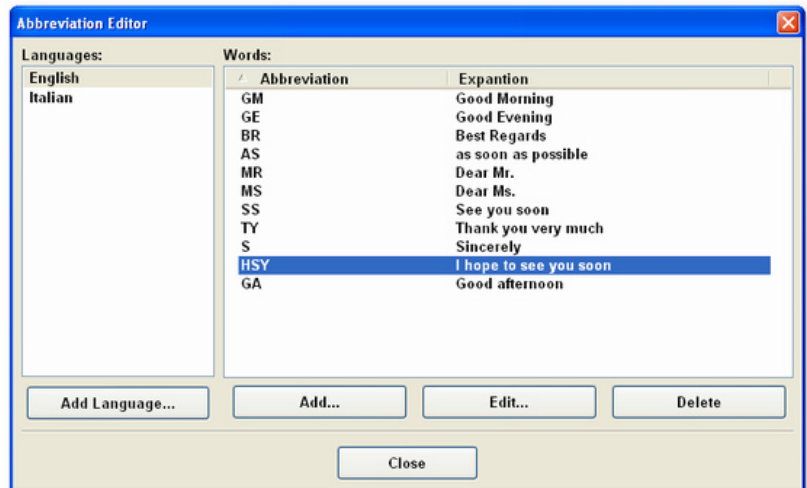 Abbreviation Editor
Languages:
English
Italian
Words:
Abbreviation Expantion
GM Good Morning
GE Good Evening
BR Best Regards
AS as soon as possible
MR Dear Mr.
MS Dear Ms.
SS See you soon
TY Thank you very much
S Sincerely
HSY I hope to see you soon
GA Good afternoon
Add Language... Add... Edit... Delete
Close